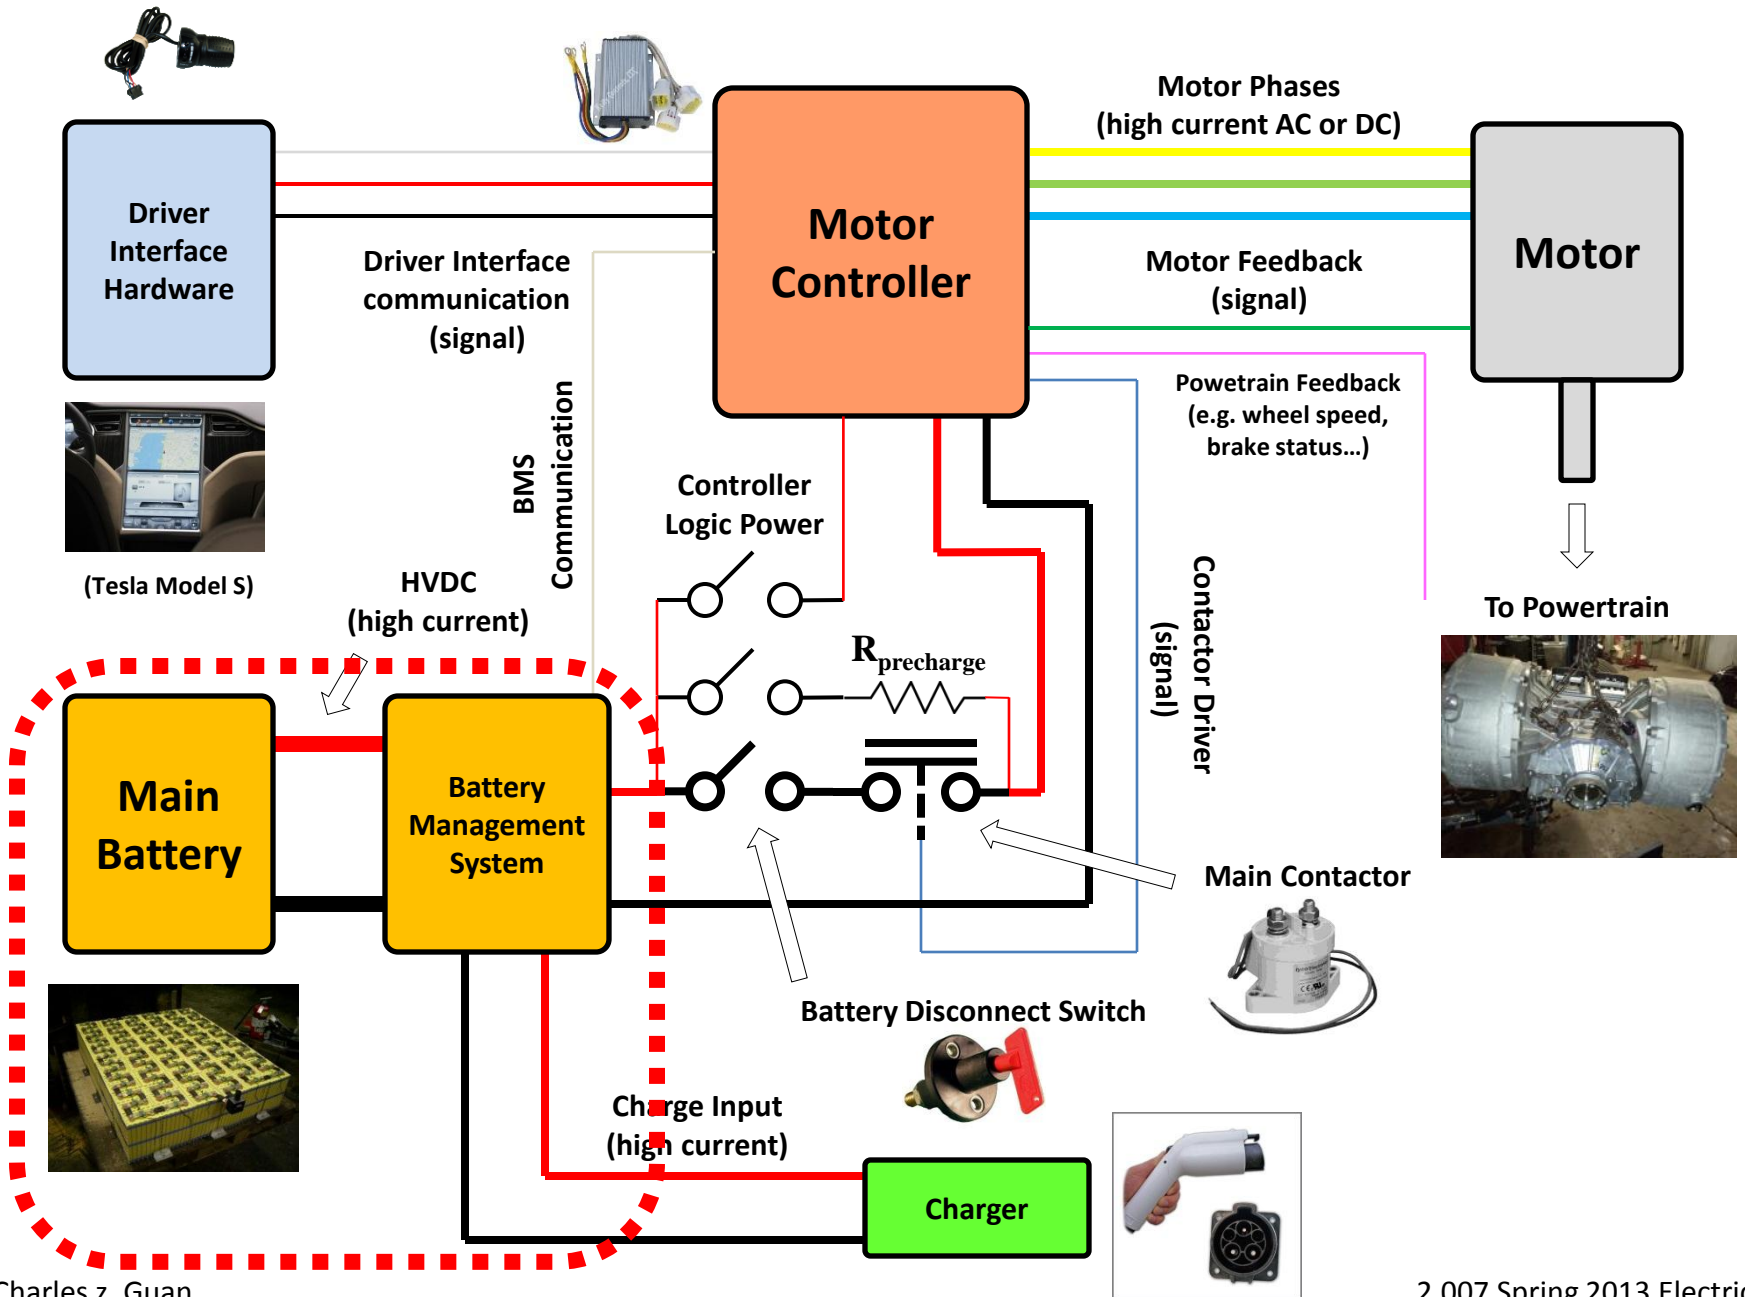 Motor Phases
(high current AC or DC)
Driver
Interface
Hardware
Motor
Controller
Motor
Driver Interface
communication
(signal)
Motor Feedback
(signal)
Powetrain Feedback
(e.g. wheel speed,
brake status...)
BMS
Communication
Controller
Logic Power
Contactor Driver
(signal)
(Tesla Model S)
HVDC
(high current)
To Powertrain
Rprecharge
Main
Battery
Battery
Management
System
Main Contactor
Battery Disconnect Switch
Charge Input
(high current)
Charger
Charles z. Guan
2.007 Spring 2013 Electric